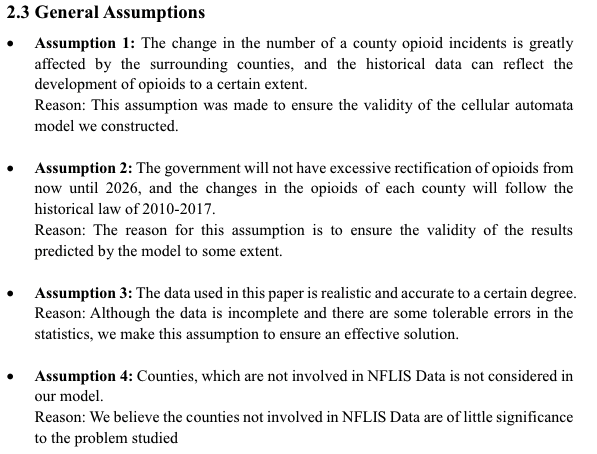 2.3 General Assumptions
• Assumption 1: The change in the number of a county opioid incidents is greatly
affected by the surrounding counties, and the historical data can reflect the
development of opioids to a certain extent.
Reason: This assumption was made to ensure the validity of the cellular automata
model we constructed.
• Assumption 2: The government will not have excessive rectification of opioids from
now until 2026, and the changes in the opioids of each county will follow the
historical law of 2010-2017.
Reason: The reason for this assumption is to ensure the validity of the results
predicted by the model to some extent.
• Assumption 3: The data used in this paper is realistic and accurate to a certain degree.
Reason: Although the data is incomplete and there are some tolerable errors in the
statistics, we make this assumption to ensure an effective solution.
• Assumption 4: Counties, which are not involved in NFLIS Data is not considered in
our model.
Reason: We believe the counties not involved in NFLIS Data are of little significance
to the problem studied